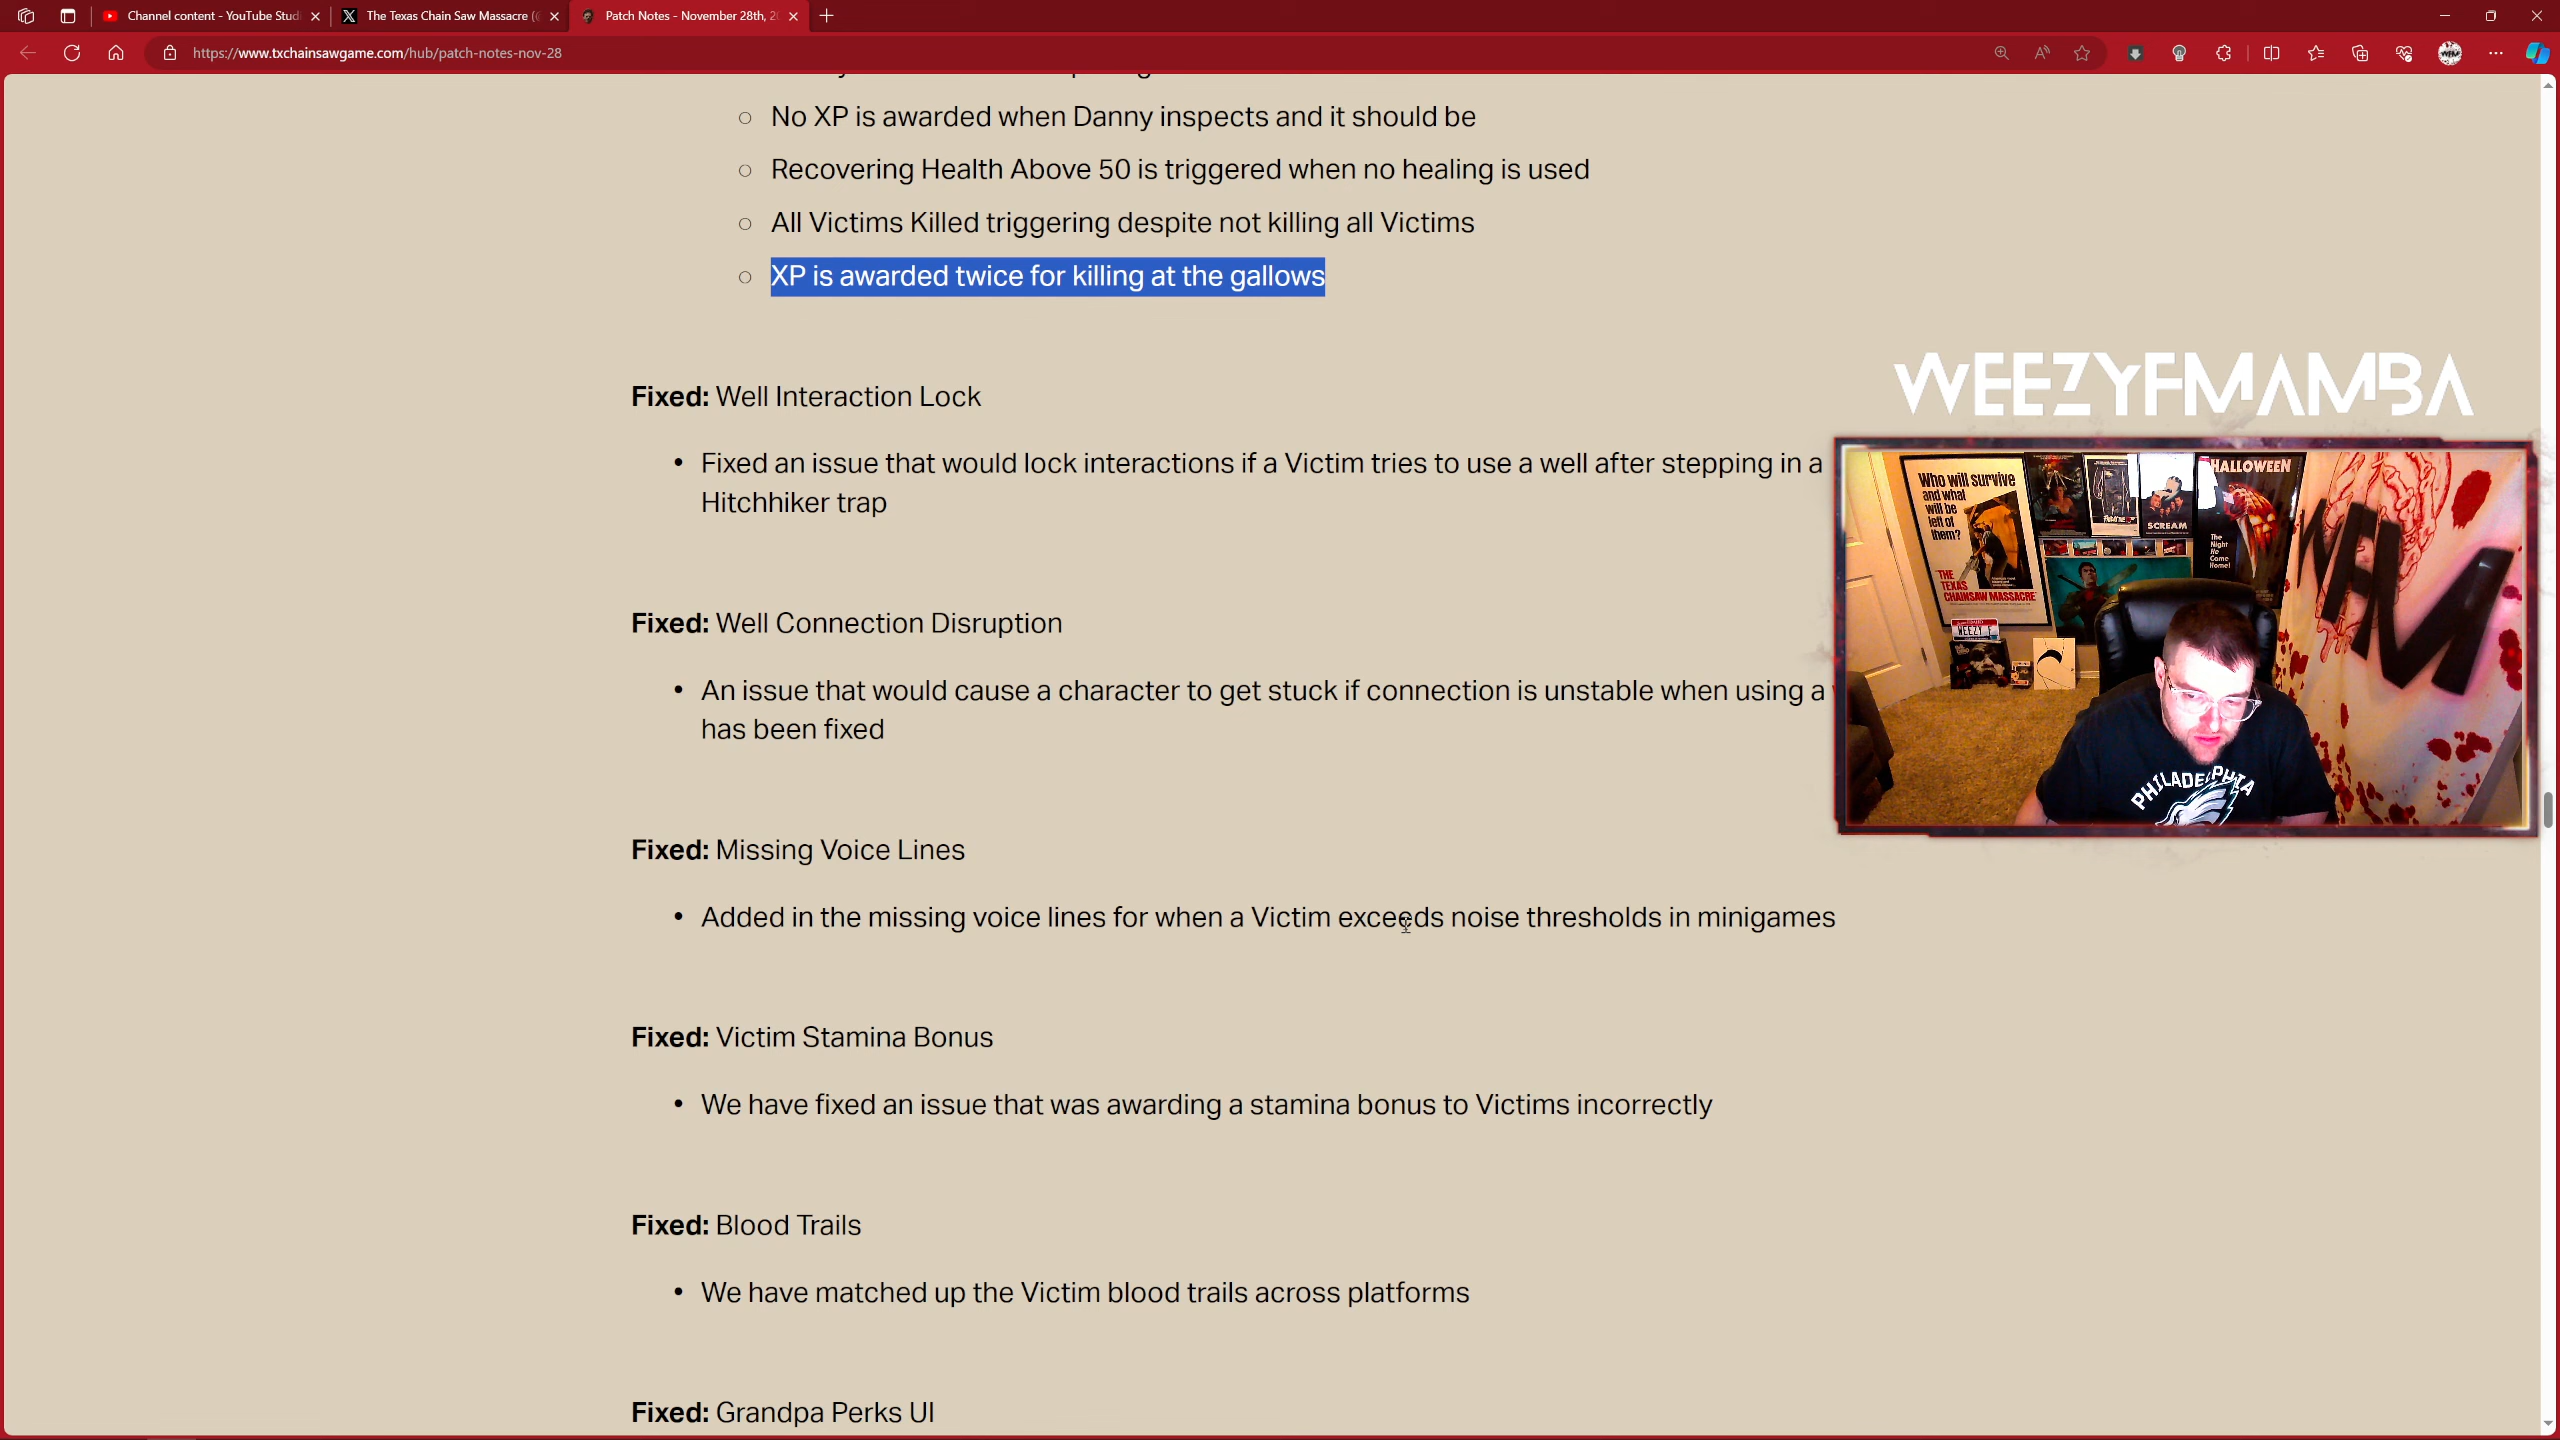 Channel content - YouTube Studi
The Texas Chain Saw Massacre (
Patch Notes - November 28th, 2
https://www.txchainsawgame.com/hub/patch-notes-nov-28
No XP is awarded when Danny inspects and it should be
Recovering Health Above 50 is triggered when no healing is used
All Victims Killed triggering despite not killing all Victims
XP is awarded twice for killing at the gallows
Fixed: Well Interaction Lock
Fixed an issue that would lock interactions if a Victim tries to use a well after stepping in a
Hitchhiker trap
Fixed: Well Connection Disruption
An issue that would cause a character to get stuck if connection is unstable when using a
has been fixed
Fixed: Missing Voice Lines
Added in the missing voice lines for when a Victim exceeds noise thresholds in minigames
Fixed: Victim Stamina Bonus
We have fixed an issue that was awarding a stamina bonus to Victims incorrectly
Fixed: Blood Trails
We have matched up the Victim blood trails across platforms
Fixed: Grandpa Perks UI
WEEZYFMAMBA
Who will survive
and what
will be
left of
them?
THE
TEXAS
CHAINSAW MASSACRE
SCREAM
HALLOWEEN
The
Night
He
Came
Home!
WEEZY F
PHILADELPHIA